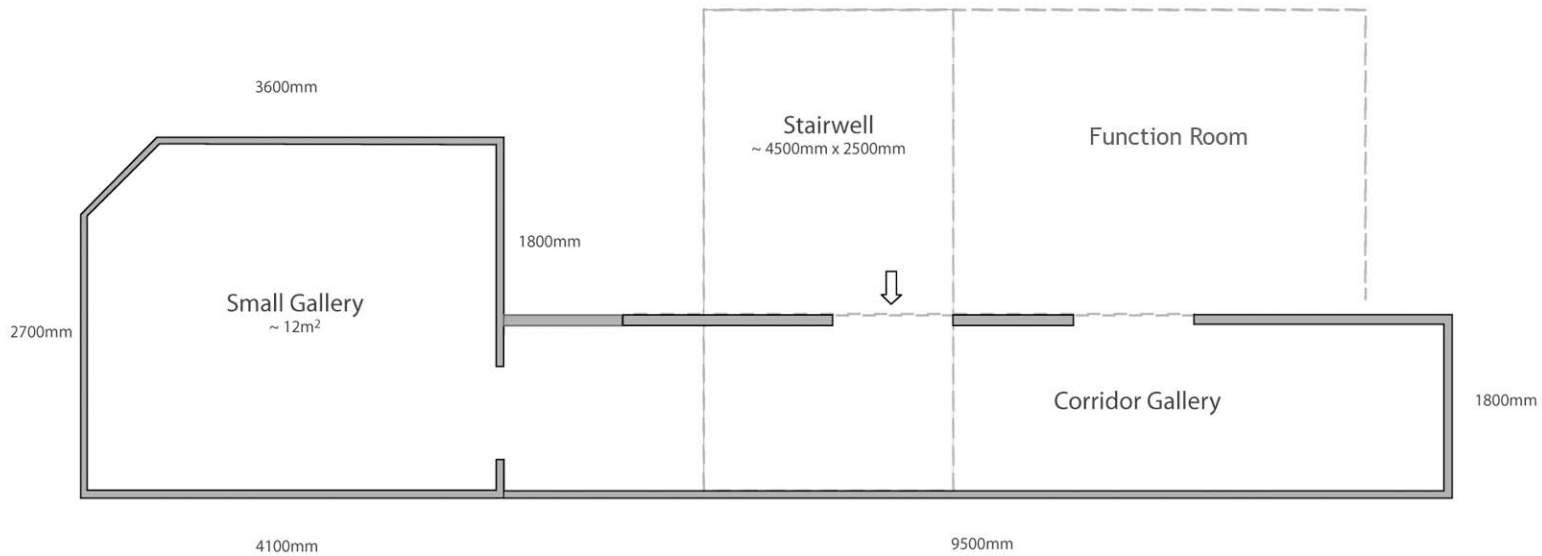 3600mm
Stairwell
~ 4500mm x 2500mm
Function Room
1800mm
Small Gallery
~ 12m²
2700mm
Corridor Gallery
1800mm
4100mm
9500mm